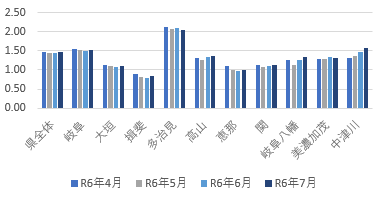 2.50
2.00
1.50
1.00
0.50
0.00
県全体
岐阜
大垣
揖斐
多治見
高山
恵那
関
岐阜八幡
美濃加茂
中津川
R6年4月 R6年5月 R6年6月 R6年7月